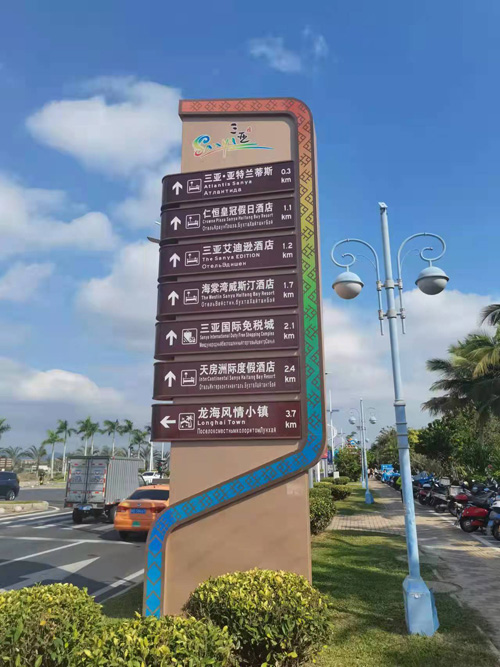 三亚
三亚·亚特兰蒂斯 0.3
Atlantis Sanya km
Атлантида
仁恒皇冠假日酒店 1.1
Crowne Plaza Sanya Haitang Bay Resort km
三亚艾迪逊酒店 1.2
The Sanya EDITION km
Отель Эдишен
海棠湾威斯汀酒店 1.7
The Westin Sanya Haitang Bay Resort km
三亚国际免税城 2.1
Sanya International Duty Free Shopping Complex km
天房洲际度假酒店 2.4
InterContinental Sanya Haitang Bay Resort km
龙海风情小镇 3.7
Longhai Town km